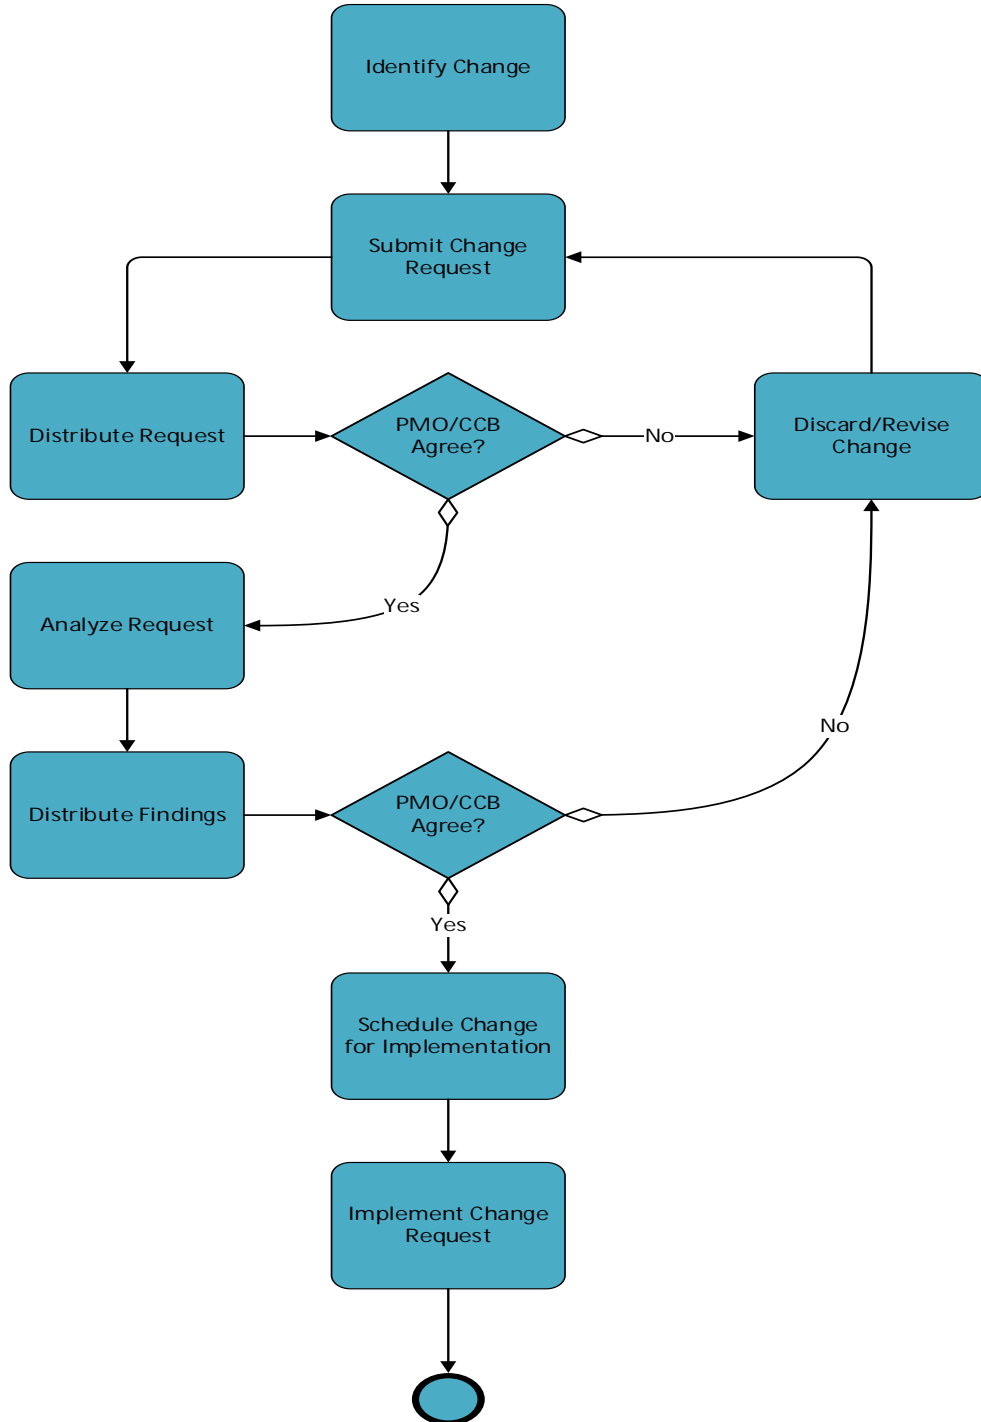 Identify Change
Submit Change
Request
Distribute Request
PMO/CCB
Agree?
No
Discard/Revise
Change
Yes
Analyze Request
No
Distribute Findings
PMO/CCB
Agree?
Yes
Schedule Change
for Implementation
Implement Change
Request